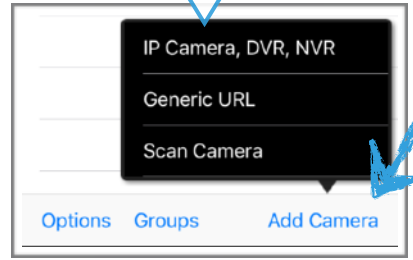 IP Camera, DVR, NVR
Generic URL
Scan Camera
Options Groups Add Camera